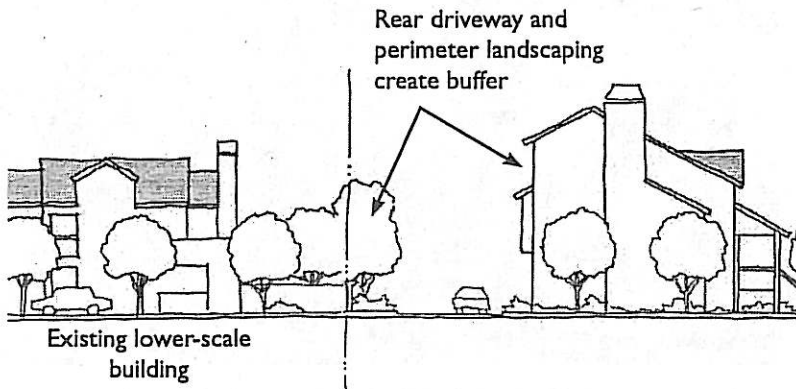 Rear driveway and
perimeter landscaping
create buffer
Existing lower-scale
building